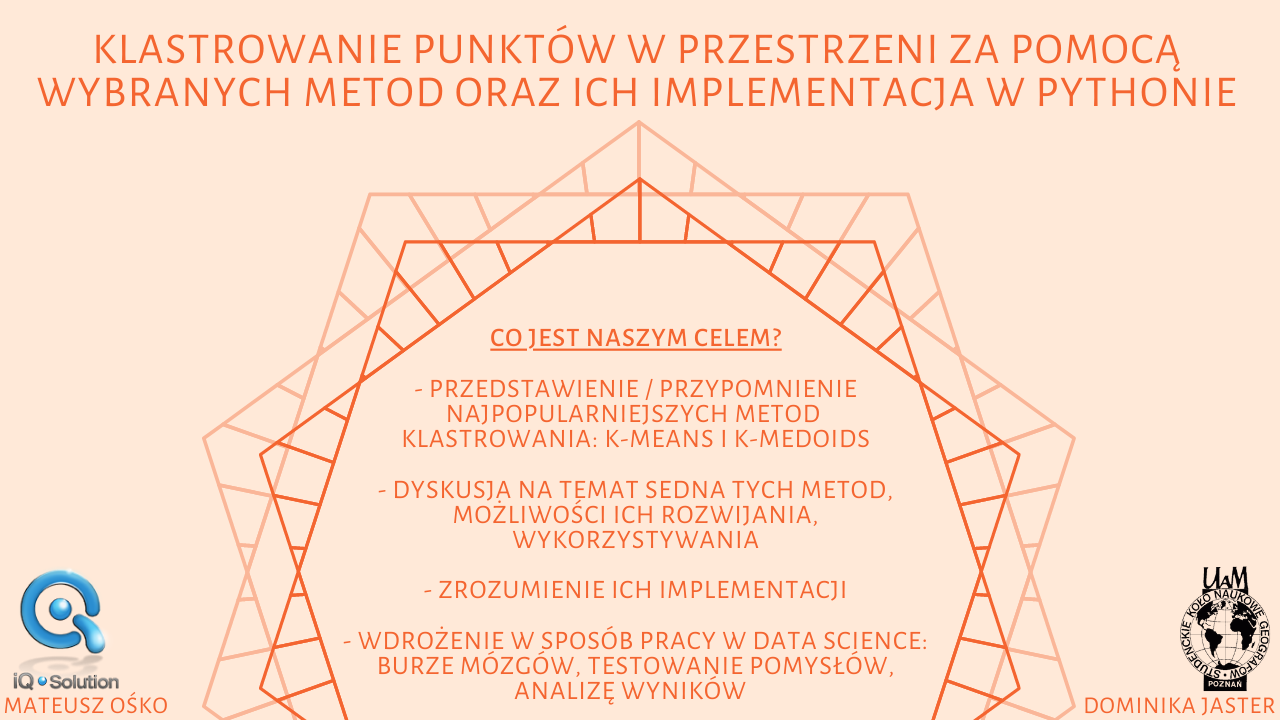 KLASTROWANIE PUNKTÓW W PRZESTRZENI ZA POMOCĄ
WYBRANYCH METOD ORAZ ICH IMPLEMENTACJA W PYTHONIE
CO JEST NASZYM CELEM?
- PRZEDSTAWIENIE / PRZYPOMNIENIE
NAJPOPULARNIEJSZYCH METOD
KLASTROWANIA: K-MEANS I K-MEDOIDS
- DYSKUSJA NA TEMAT SEDNA TYCH METOD,
MOŻLIWOŚCI ICH ROZWIJANIA,
WYKORZYSTYWANIA
- ZROZUMIENIE ICH IMPLEMENTACJI
- WDROŻENIE W SPOSÓB PRACY W DATA SCIENCE:
BURZE MÓZGÓW, TESTOWANIE POMYSŁÓW,
ANALIZĘ WYNIKÓW
iQ Solution
MATEUSZ OŚKO
UAM
STUDENCKIE KOŁO NAUKOWE GEOGRAFÓW
POZNAŃ
DOMINIKA JASTER